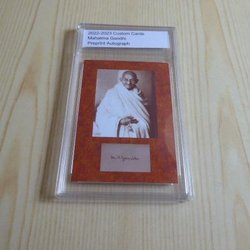 2022-2023 Custom Cards
Mahatma Gandhi
Preprint Autograph